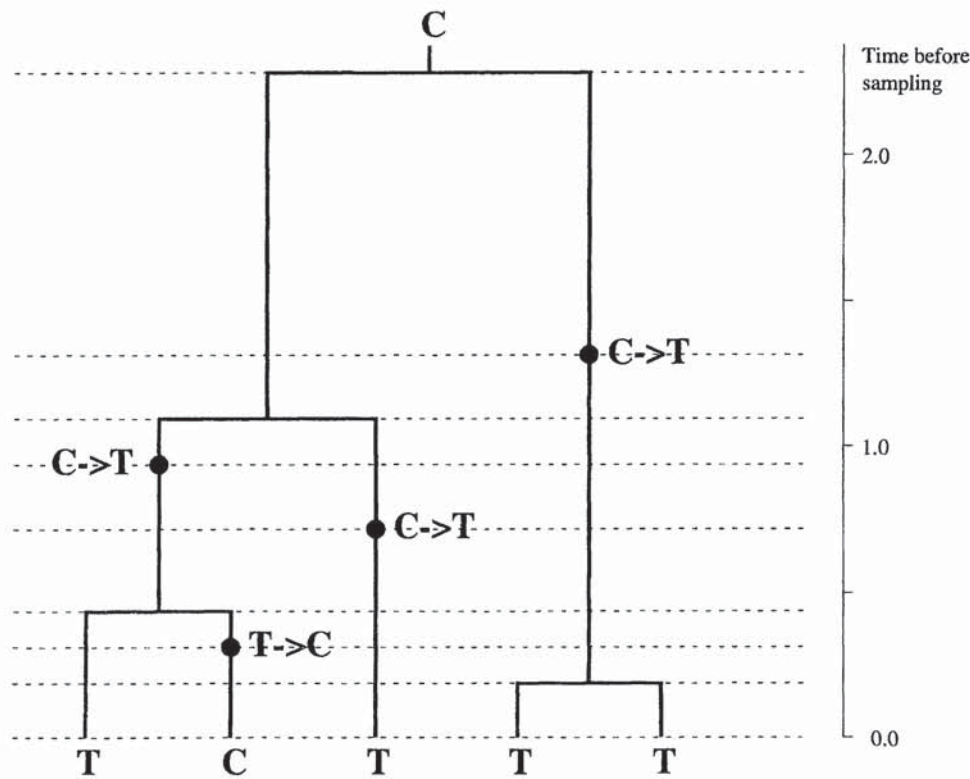 C
Time before
sampling
2.0
C->T
1.0
C->T
C->T
T->C
0.0
T C T T T